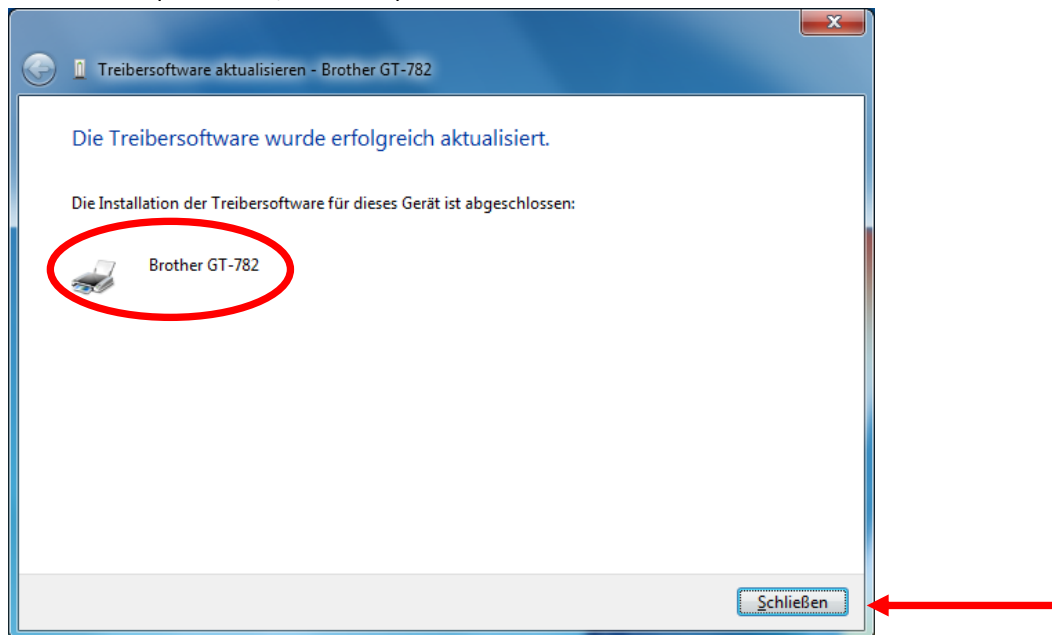 Treibersoftware aktualisieren - Brother GT-782
Die Treibersoftware wurde erfolgreich aktualisiert.
Die Installation der Treibersoftware für dieses Gerät ist abgeschlossen:
Brother GT-782
Schließen